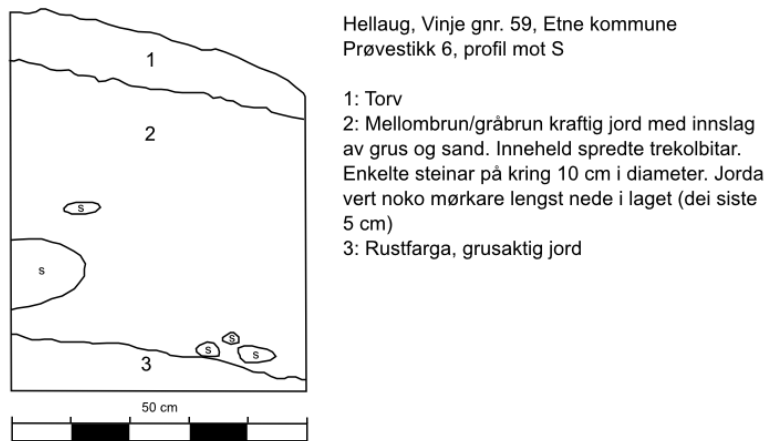 Hellaug, Vinje gnr. 59, Etne kommune
Prøvestikk 6, profil mot S
1: Torv
2: Mellombrun/gråbrun kraftig jord med innslag
av grus og sand. Inneheld spredte trekolbitar.
Enkelte steinar på kring 10 cm i diameter. Jorda
vert noko mørkare lengst nede i laget (dei siste
5 cm)
3: Rustfarga, grusaktig jord
1
2
s
s
s
s
s
3
50 cm